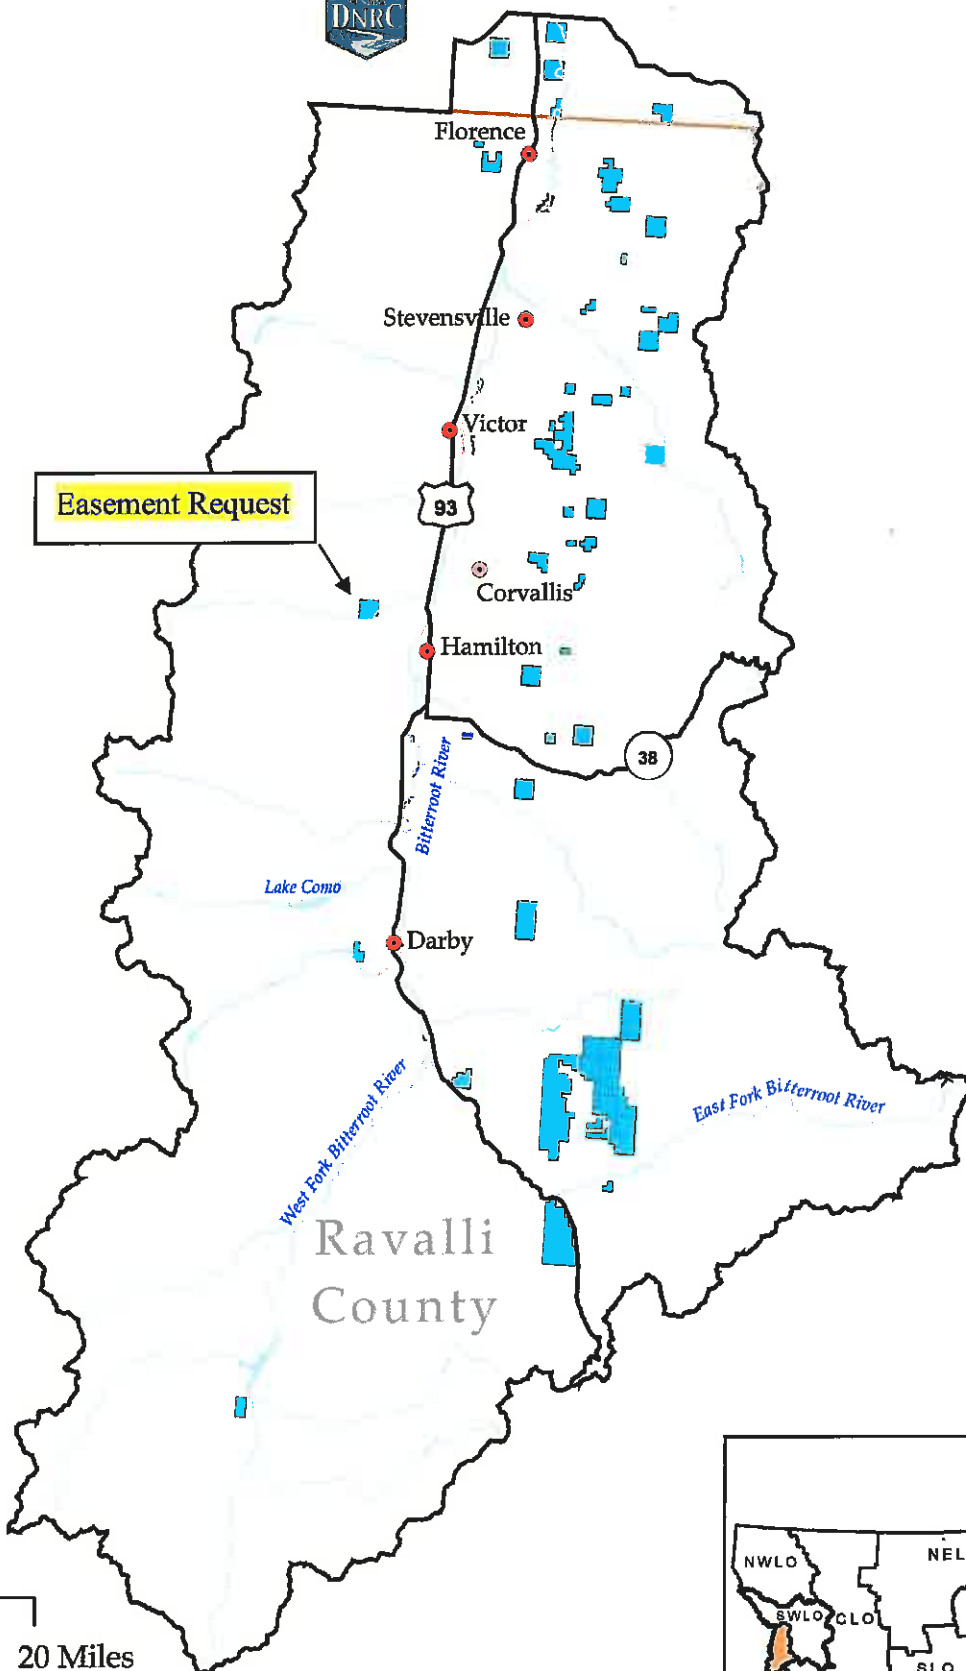 DNRC
Florence
Stevensville
Victor
Easement Request
93
Corvallis
Hamilton
38
Bitterroot River
Lake Como
Darby
West Fork Bitterroot River
East Fork Bitterroot River
Ravalli
County
NWLO
NEL
SWLO
CLO
SLO
20 Miles